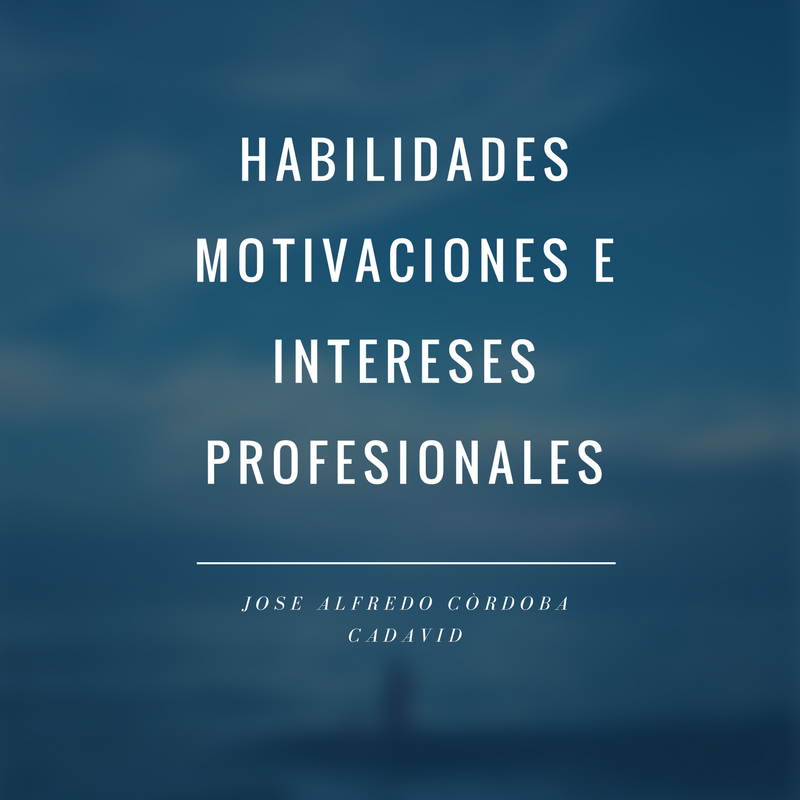 HABILIDADES
MOTIVACIONES E
INTERESES
PROFESIONALES
JOSE ALFREDO CÒRDOBA
CADAVID